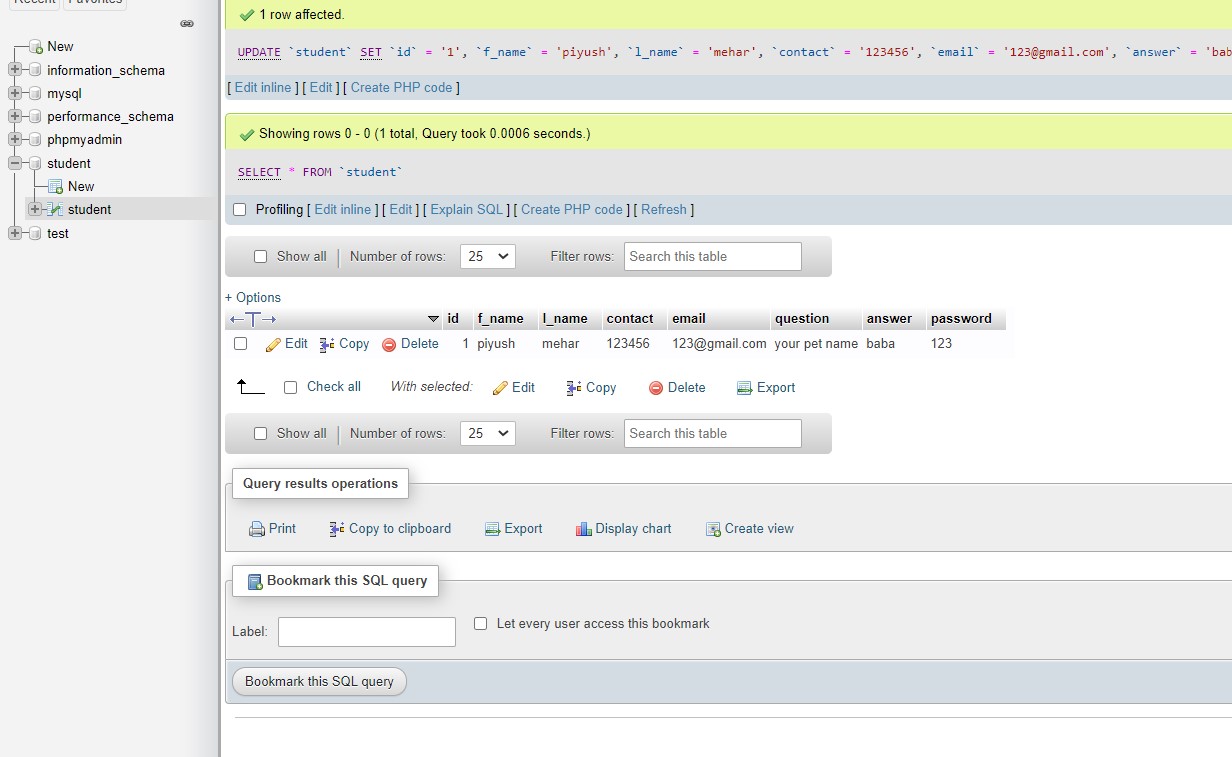 Recent Favorites
New
information_schema
mysql
performance_schema
phpmyadmin
student
New
student
test
1 row affected.
UPDATE `student` SET `id` = '1', `f_name` = 'piyush', `l_name` = 'mehar', `contact` = '123456', `email` = '123@gmail.com', `answer` = 'bab
[ Edit inline ] [ Edit ] [ Create PHP code ]
Showing rows 0 - 0 (1 total, Query took 0.0006 seconds.)
SELECT * FROM `student`
Profiling [ Edit inline ] [ Edit ] [ Explain SQL ] [ Create PHP code ] [ Refresh ]
Show all | Number of rows: 25 Filter rows: Search this table
+ Options
←T→ id f_name l_name contact email question answer password
Edit Copy Delete 1 piyush mehar 123456 123@gmail.com your pet name baba 123
Check all With selected: Edit Copy Delete Export
Show all | Number of rows: 25 Filter rows: Search this table
Query results operations
Print Copy to clipboard Export Display chart Create view
Bookmark this SQL query
Label: Let every user access this bookmark
Bookmark this SQL query